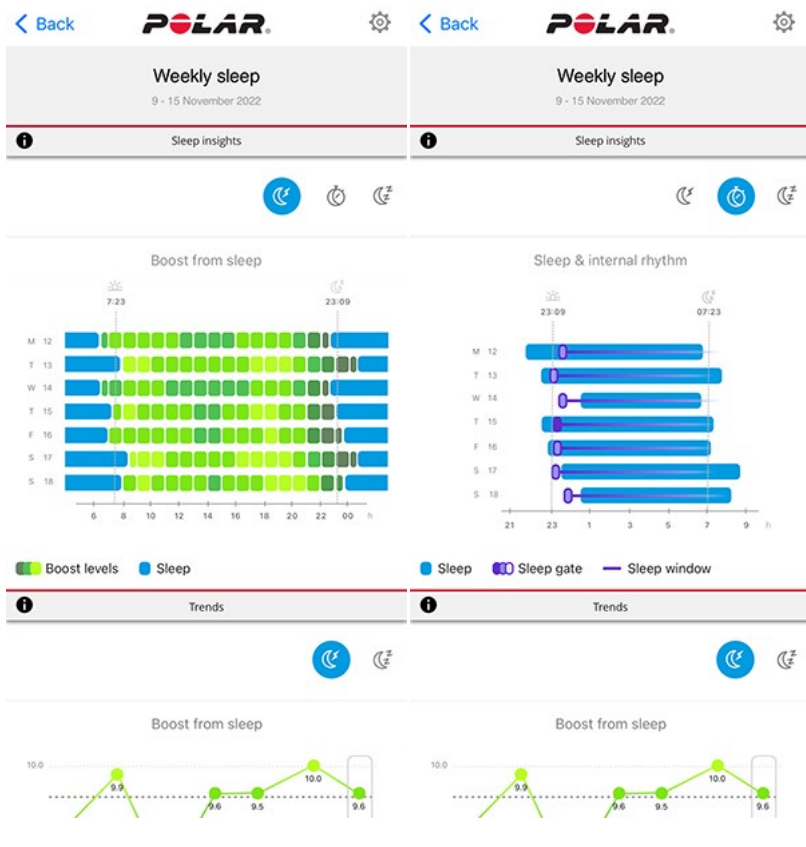 Back
POLAR.
Weekly sleep
9 - 15 November 2022
Sleep insights
Boost from sleep
7:23
23:09
M 12
T 13
W 14
T 15
F 16
S 17
S 18
6 8 10 12 14 16 18 20 22 00 h
Boost levels Sleep
Trends
Boost from sleep
10.0
9.9
9.6
9.5
10.0
9.6
Back
POLAR.
Weekly sleep
9 - 15 November 2022
Sleep insights
Sleep & internal rhythm
23:09
07:23
M 12
T 13
W 14
T 15
F 16
S 17
S 18
21 23 1 3 5 7 9 h
Sleep Sleep gate Sleep window
Trends
Boost from sleep
10.0
9.9
9.6
9.5
10.0
9.6